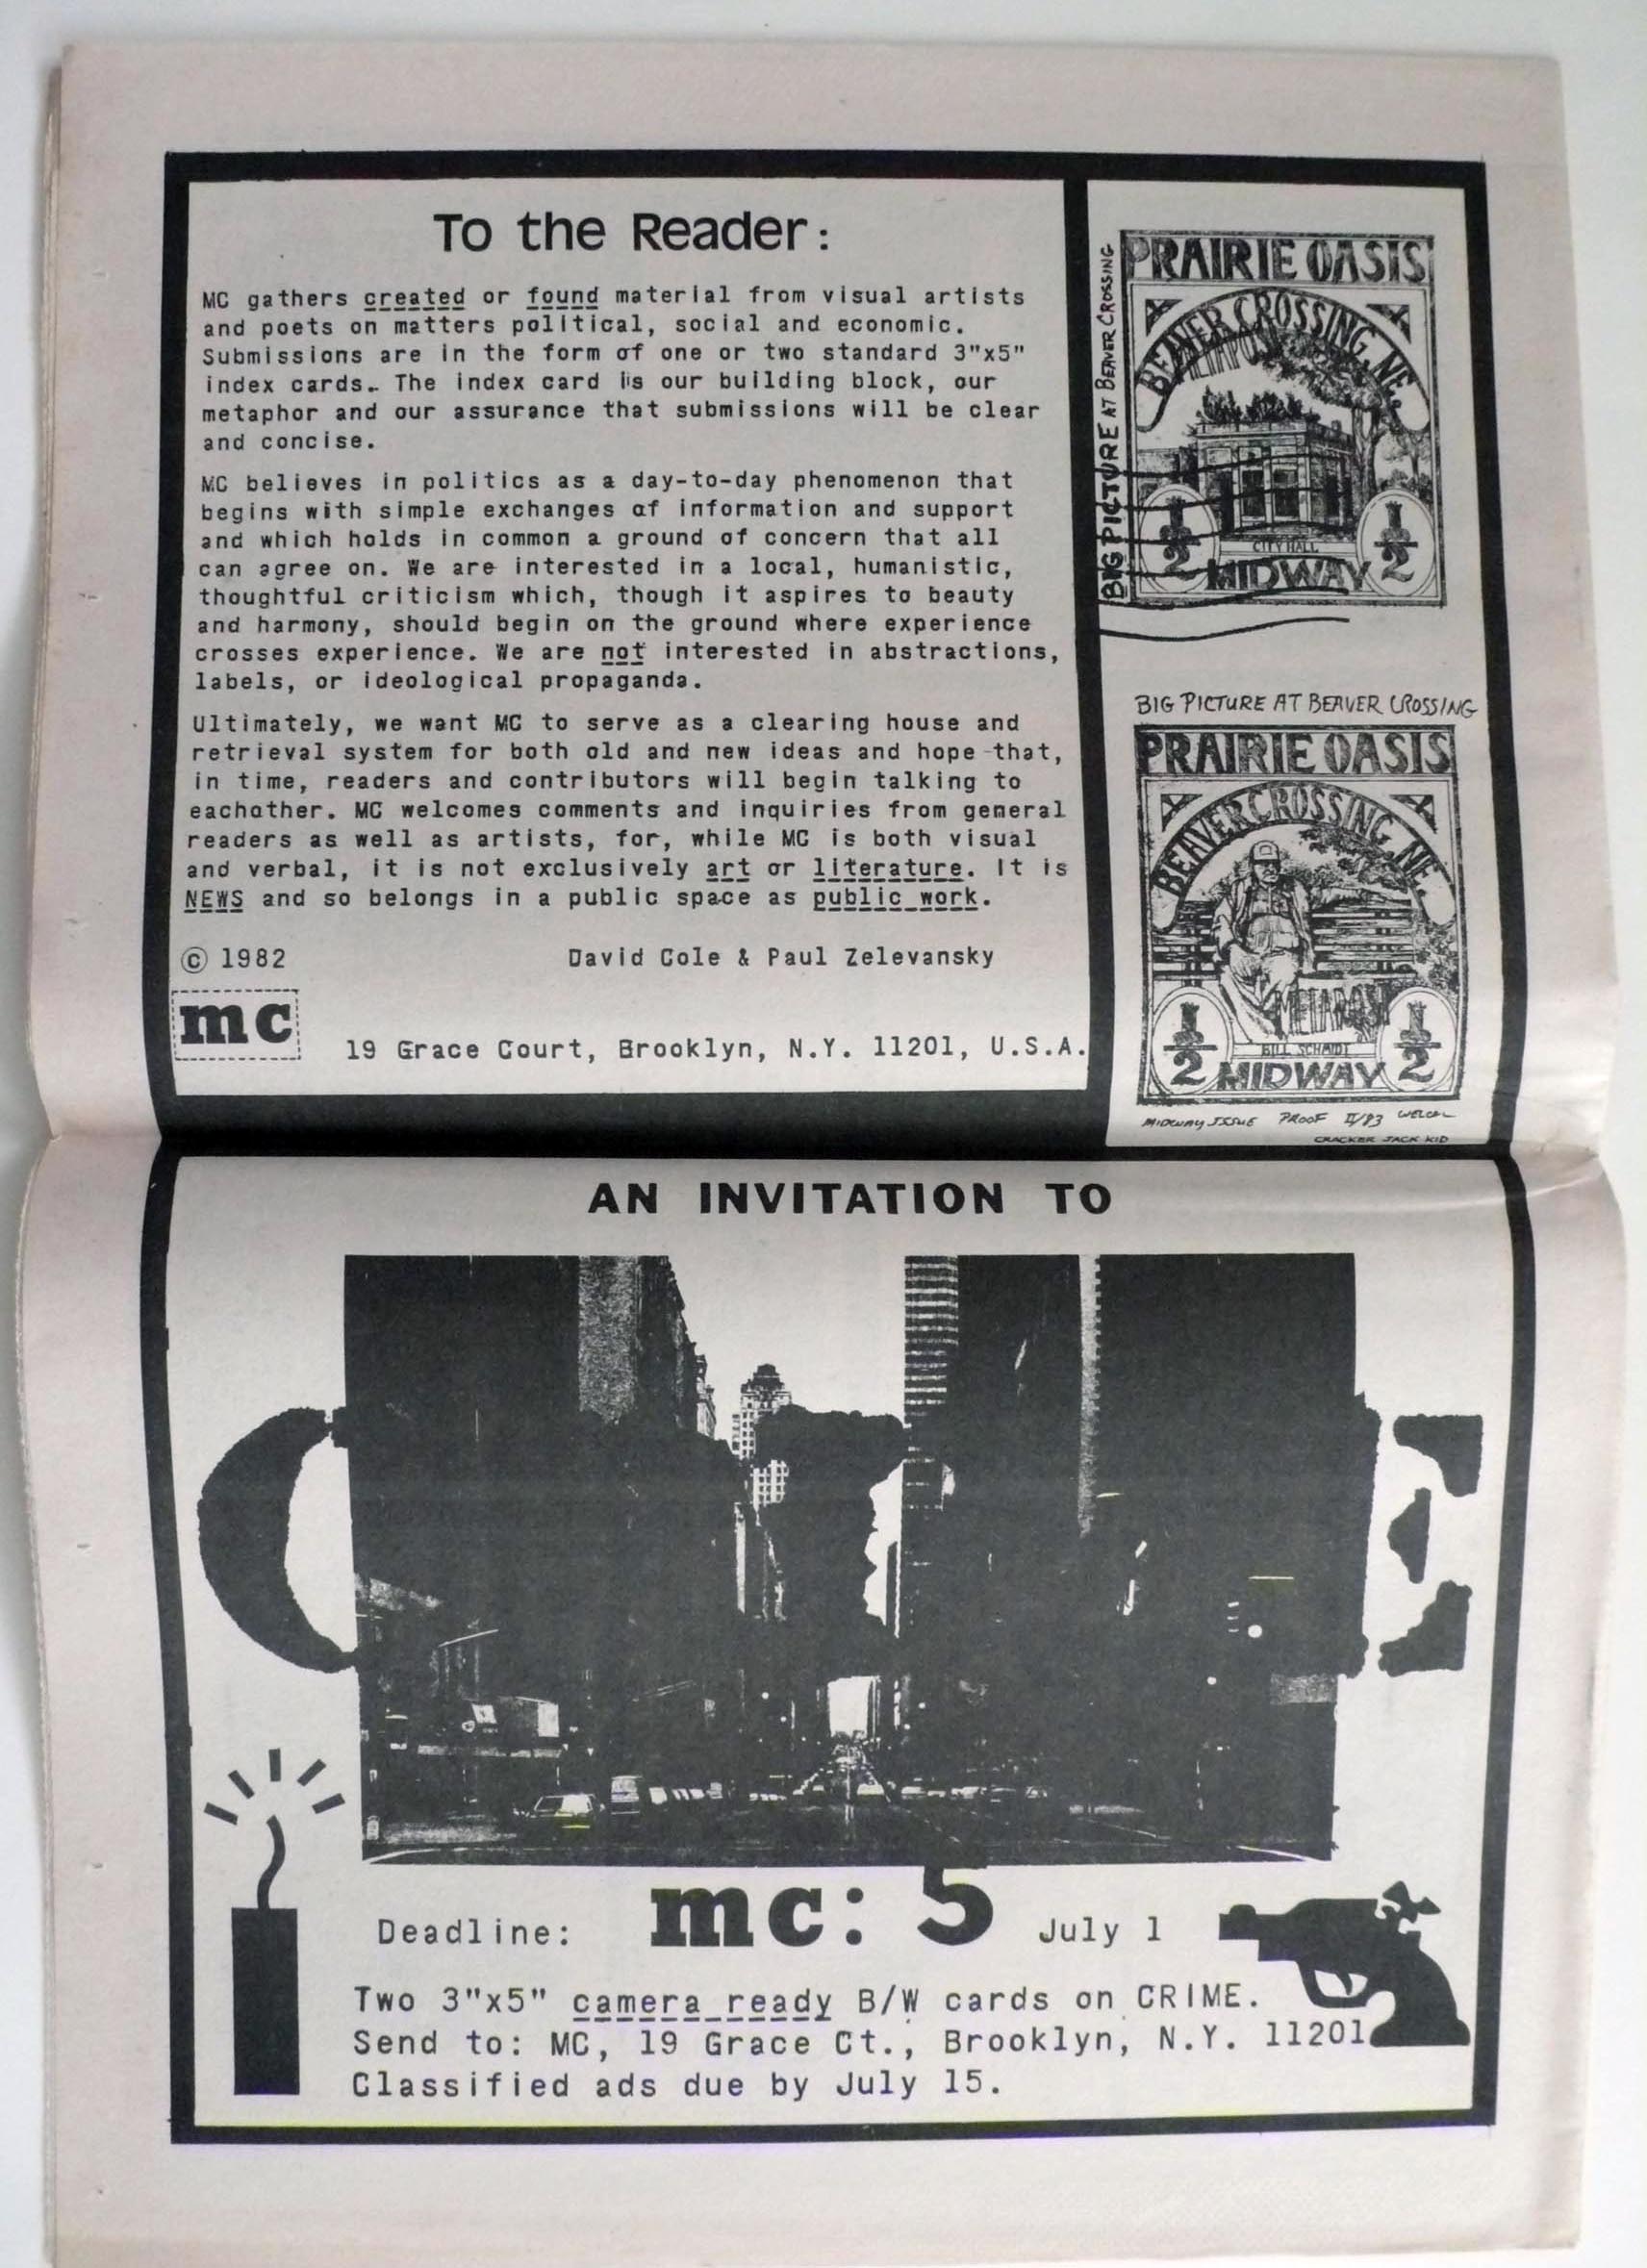 To the Reader:
MC gathers created or found material from visual artists
and poets on matters political, social and economic.
Submissions are in the form of one or two standard 3"x5"
index cards. The index card is our building block, our
metaphor and our assurance that submissions will be clear
and concise.
MC believes in politics as a day-to-day phenomenon that
begins with simple exchanges of information and support
and which holds in common a ground of concern that all
can agree on. We are interested in a local, humanistic,
thoughtful criticism which, though it aspires to beauty
and harmony, should begin on the ground where experience
crosses experience. We are not interested in abstractions,
labels, or ideological propaganda.
Ultimately, we want MC to serve as a clearing house and
retrieval system for both old and new ideas and hope that,
in time, readers and contributors will begin talking to
eachother. MC welcomes comments and inquiries from general
readers as well as artists, for, while MC is both visual
and verbal, it is not exclusively art or literature. It is
NEWS and so belongs in a public space as public work.
© 1982
David Cole & Paul Zelevansky
mc
19 Grace Court, Brooklyn, N.Y. 11201, U.S.A.
BIG PICTURE AT BEAVER CROSSING
PRAIRIE OASIS
BEAVER CROSSING, NE.
1/2
CITY HALL
1/2
MIDWAY
BIG PICTURE AT BEAVER CROSSING
PRAIRIE OASIS
BEAVER CROSSING, NE.
METAPOST
1/2
BILL SCHMIDT
1/2
MIDWAY
MIDWAY ISSUE PROOF II/83
CRACKER JACK KID
AN INVITATION TO
CRIME
mc: 5
Deadline: July 1
Two 3"x5" camera ready B/W cards on CRIME.
Send to: MC, 19 Grace Ct., Brooklyn, N.Y. 11201
Classified ads due by July 15.